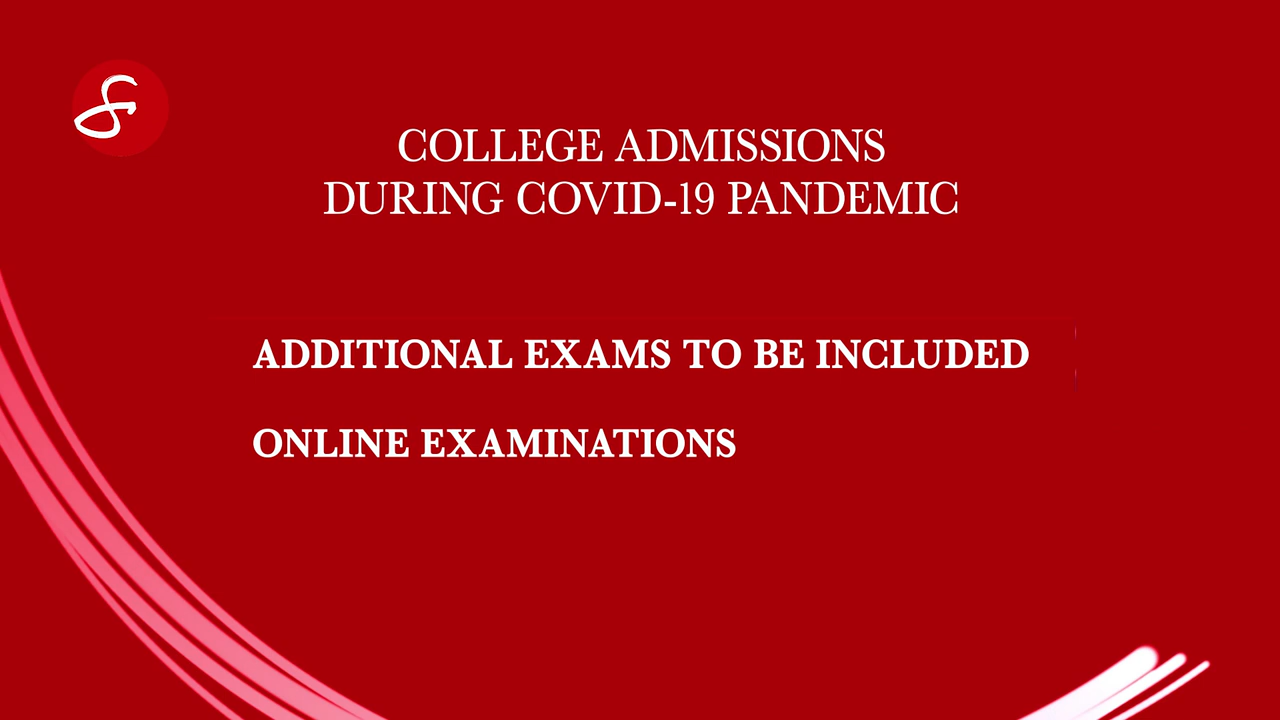 COLLEGE ADMISSIONS
DURING COVID-19 PANDEMIC
ADDITIONAL EXAMS TO BE INCLUDED
ONLINE EXAMINATIONS